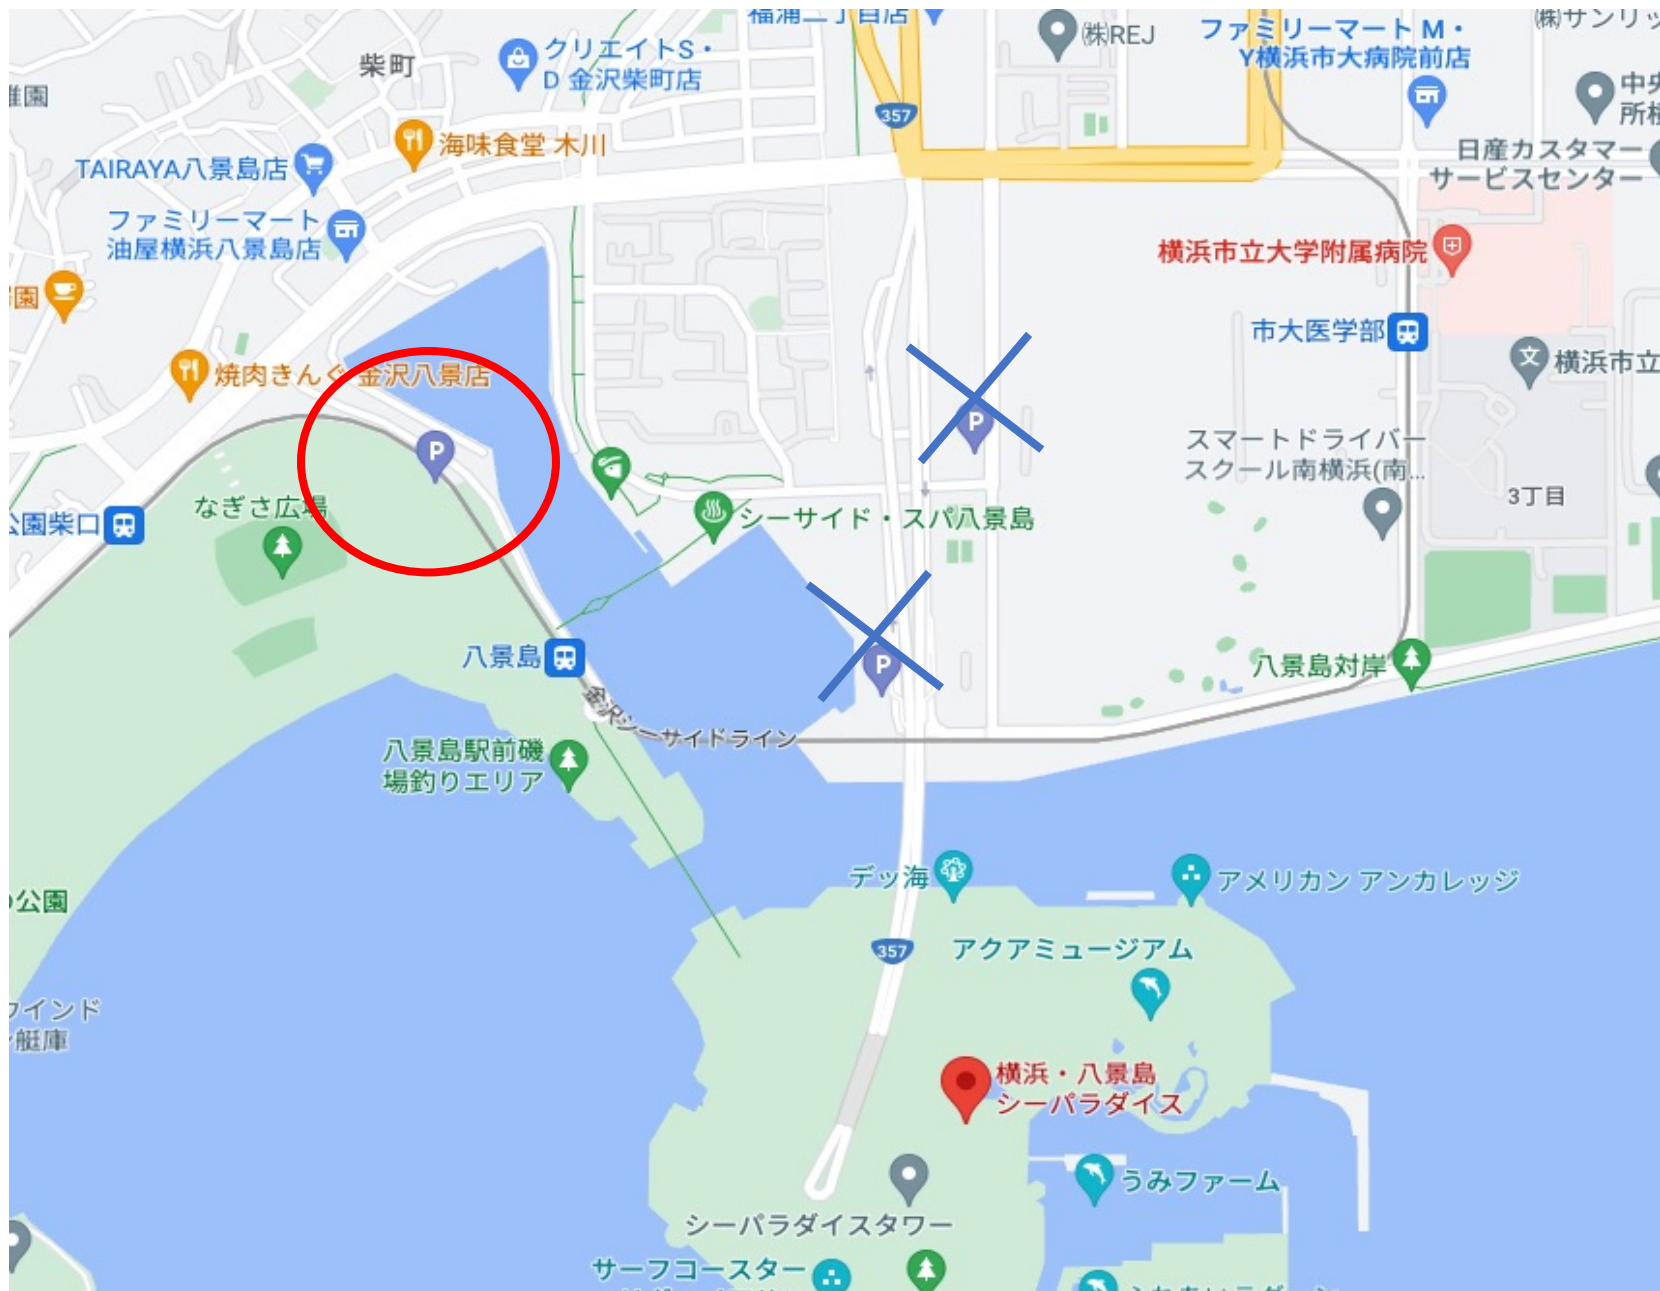 福浦二丁目店
柴町
クリエイトS・
D 金沢柴町店
㈱REJ
ファミリーマート M・
Y横浜市大病院前店
357
海味食堂 木川
TAIRAYA八景島店
ファミリーマート
油屋横浜八景島店
日産カスタマー
サービスセンター
横浜市立大学附属病院
園
焼肉きんぐ 金沢八景店
市大医学部
横浜市立
P
P
スマートドライバー
スクール南横浜(南...
3丁目
なぎさ広場
公園柴口
シーサイド・スパ八景島
八景島
P
八景島対岸
金沢シーサイドライン
八景島駅前磯
場釣りエリア
デッ海
アメリカン アンカレッジ
公園
357
アクアミュージアム
ウインド
艇庫
横浜・八景島
シーパラダイス
うみファーム
シーパラダイスタワー
サーフコースター